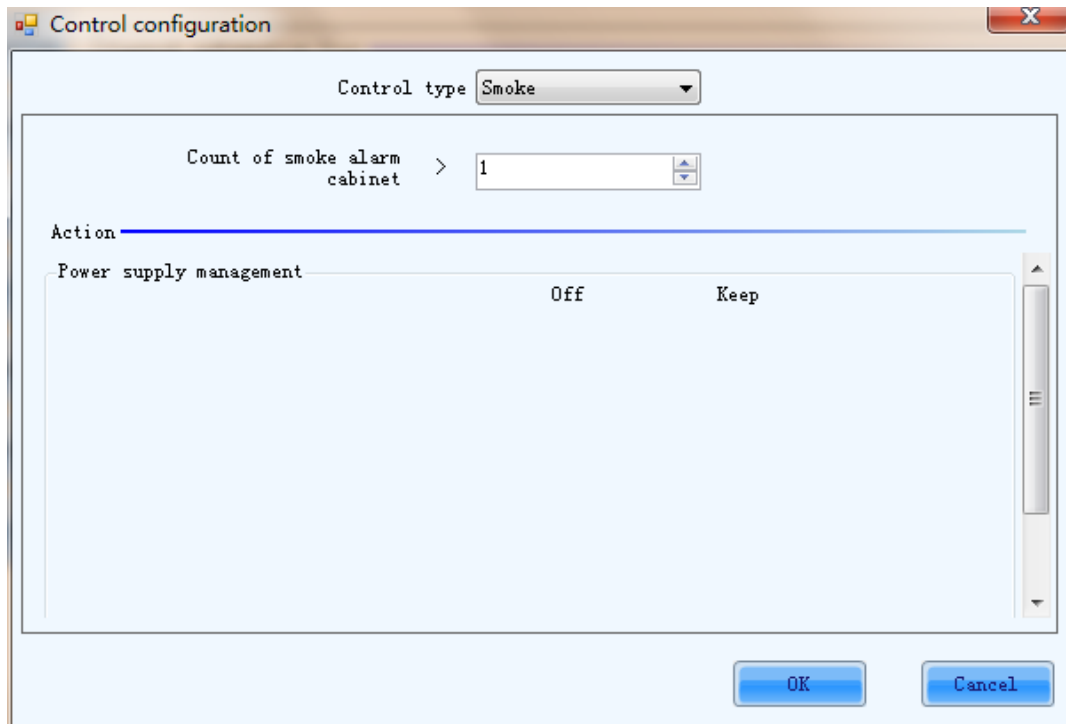 Control configuration
Control type Smoke
Count of smoke alarm
cabinet > 1
Action
Power supply management
Off Keep
OK Cancel